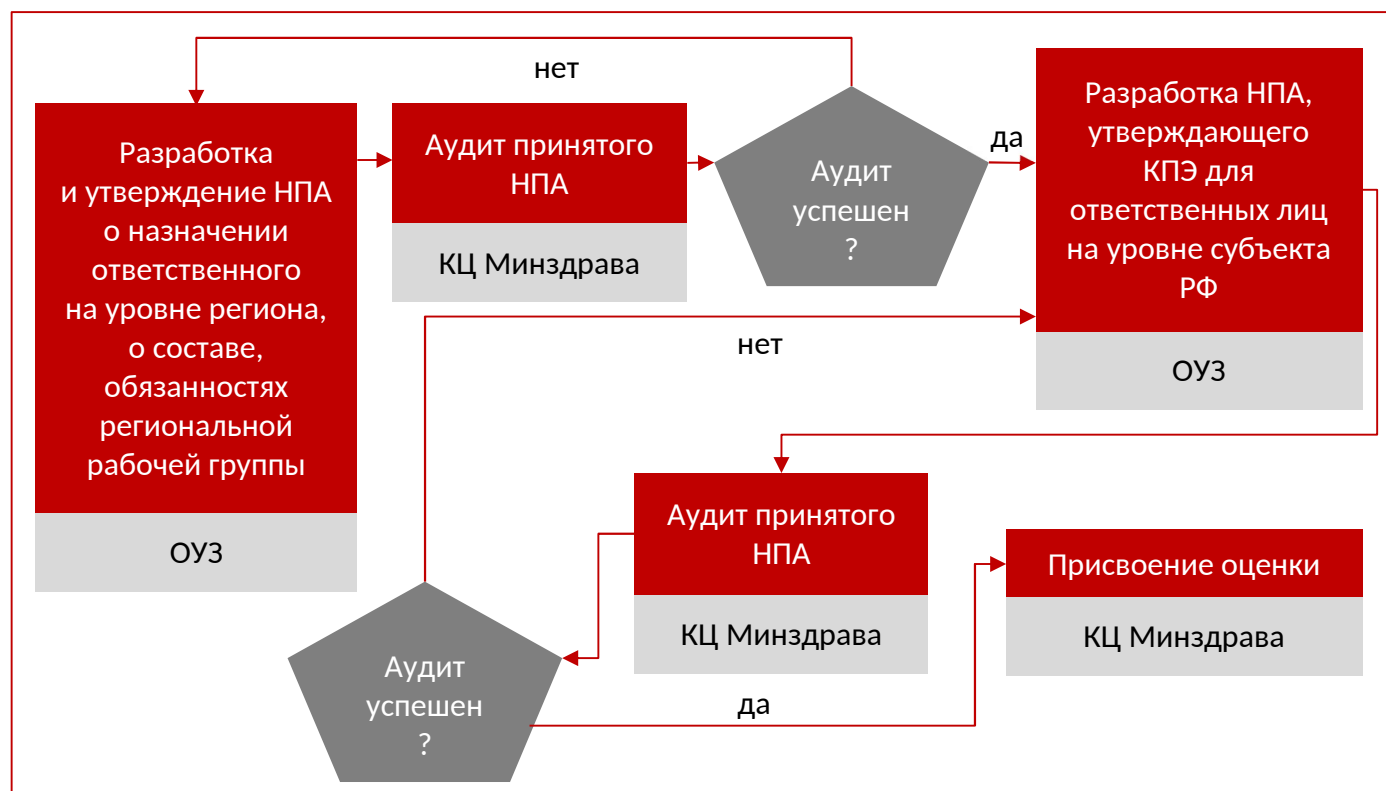 нет
Разработка
и утверждение НПА
о назначении
ответственного
на уровне региона,
о составе,
обязанностях
региональной
рабочей группы
ОУЗ
Аудит принятого
НПА
КЦ Минздрава
Аудит
успешен
?
да
Разработка НПА,
утверждающего
КПЭ для
ответственных лиц
на уровне субъекта
РФ
ОУЗ
нет
Аудит принятого
НПА
КЦ Минздрава
Аудит
успешен
?
да
Присвоение оценки
КЦ Минздрава